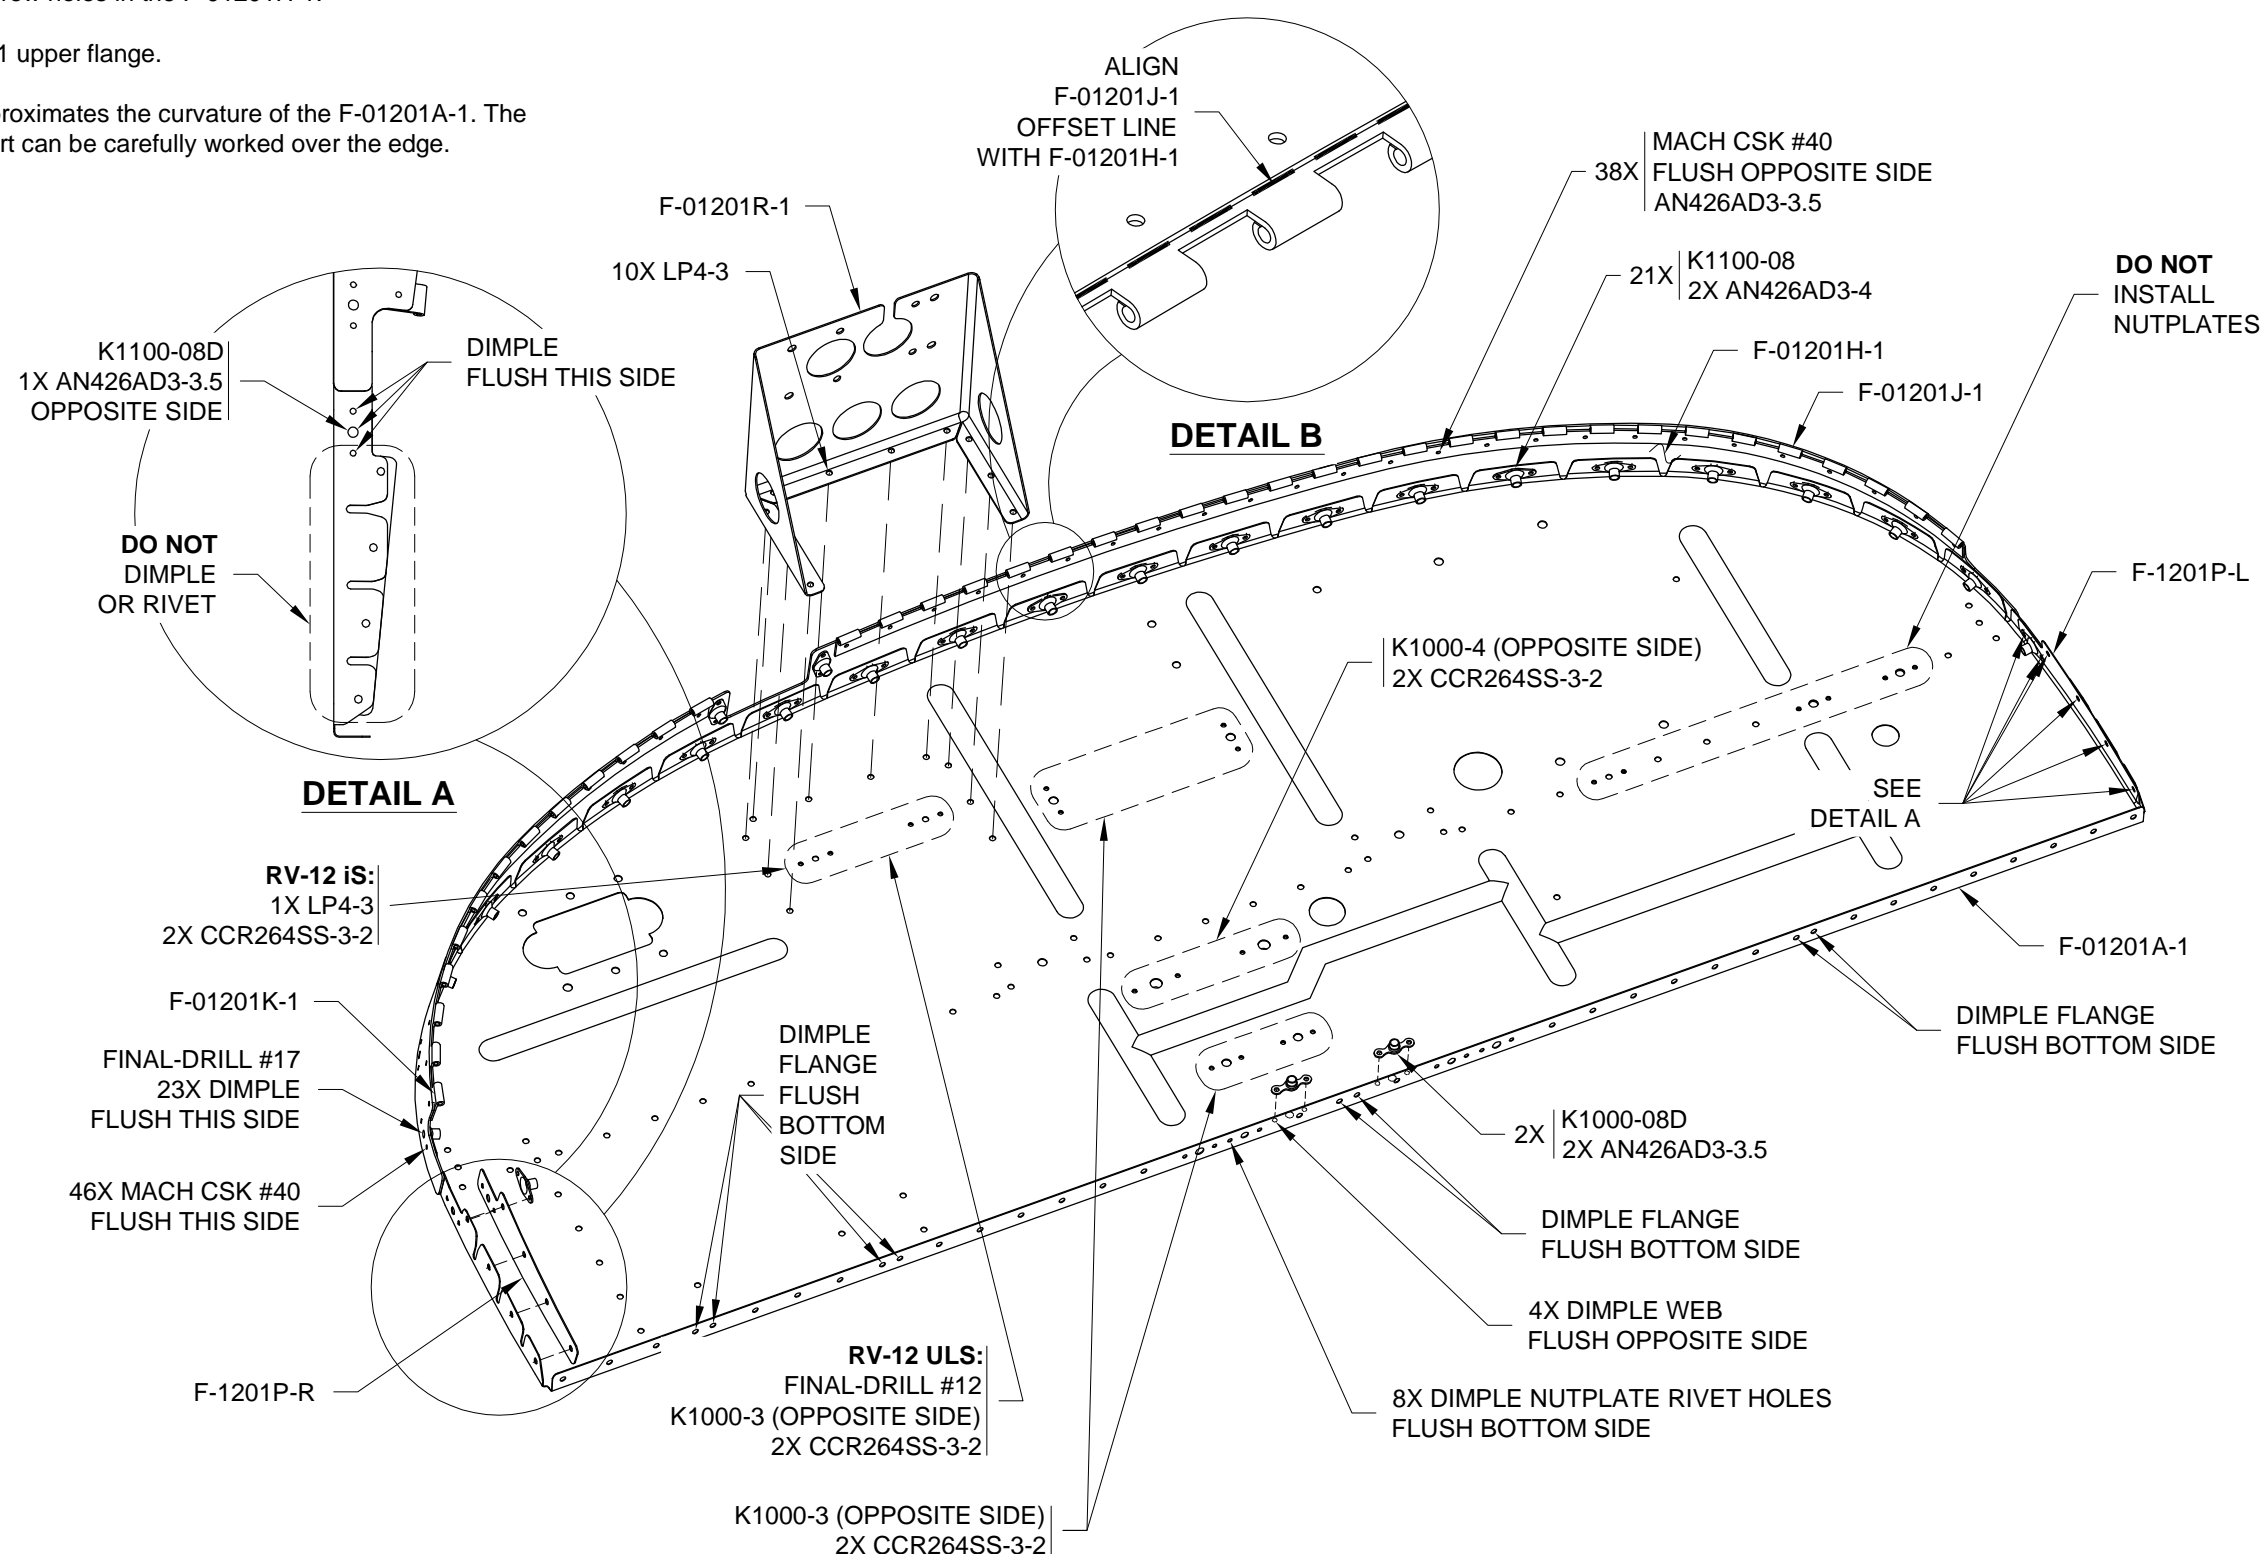 1 upper flange.
proximates the curvature of the F-01201A-1. The
rt can be carefully worked over the edge.
ALIGN
F-01201J-1
OFFSET LINE
WITH F-01201H-1
38X
MACH CSK #40
FLUSH OPPOSITE SIDE
AN426AD3-3.5
F-01201R-1
10X LP4-3
21X
K1100-08
2X AN426AD3-4
DO NOT
INSTALL
NUTPLATES
K1100-08D
1X AN426AD3-3.5
OPPOSITE SIDE
DIMPLE
FLUSH THIS SIDE
F-01201H-1
F-01201J-1
DETAIL B
DO NOT
DIMPLE
OR RIVET
F-1201P-L
K1000-4 (OPPOSITE SIDE)
2X CCR264SS-3-2
DETAIL A
SEE
DETAIL A
RV-12 iS:
1X LP4-3
2X CCR264SS-3-2
F-01201A-1
F-01201K-1
DIMPLE FLANGE
FLUSH BOTTOM SIDE
FINAL-DRILL #17
23X DIMPLE
FLUSH THIS SIDE
DIMPLE
FLANGE
FLUSH
BOTTOM
SIDE
2X
K1000-08D
2X AN426AD3-3.5
46X MACH CSK #40
FLUSH THIS SIDE
DIMPLE FLANGE
FLUSH BOTTOM SIDE
4X DIMPLE WEB
FLUSH OPPOSITE SIDE
F-1201P-R
RV-12 ULS:
FINAL-DRILL #12
K1000-3 (OPPOSITE SIDE)
2X CCR264SS-3-2
8X DIMPLE NUTPLATE RIVET HOLES
FLUSH BOTTOM SIDE
K1000-3 (OPPOSITE SIDE)
2X CCR264SS-3-2